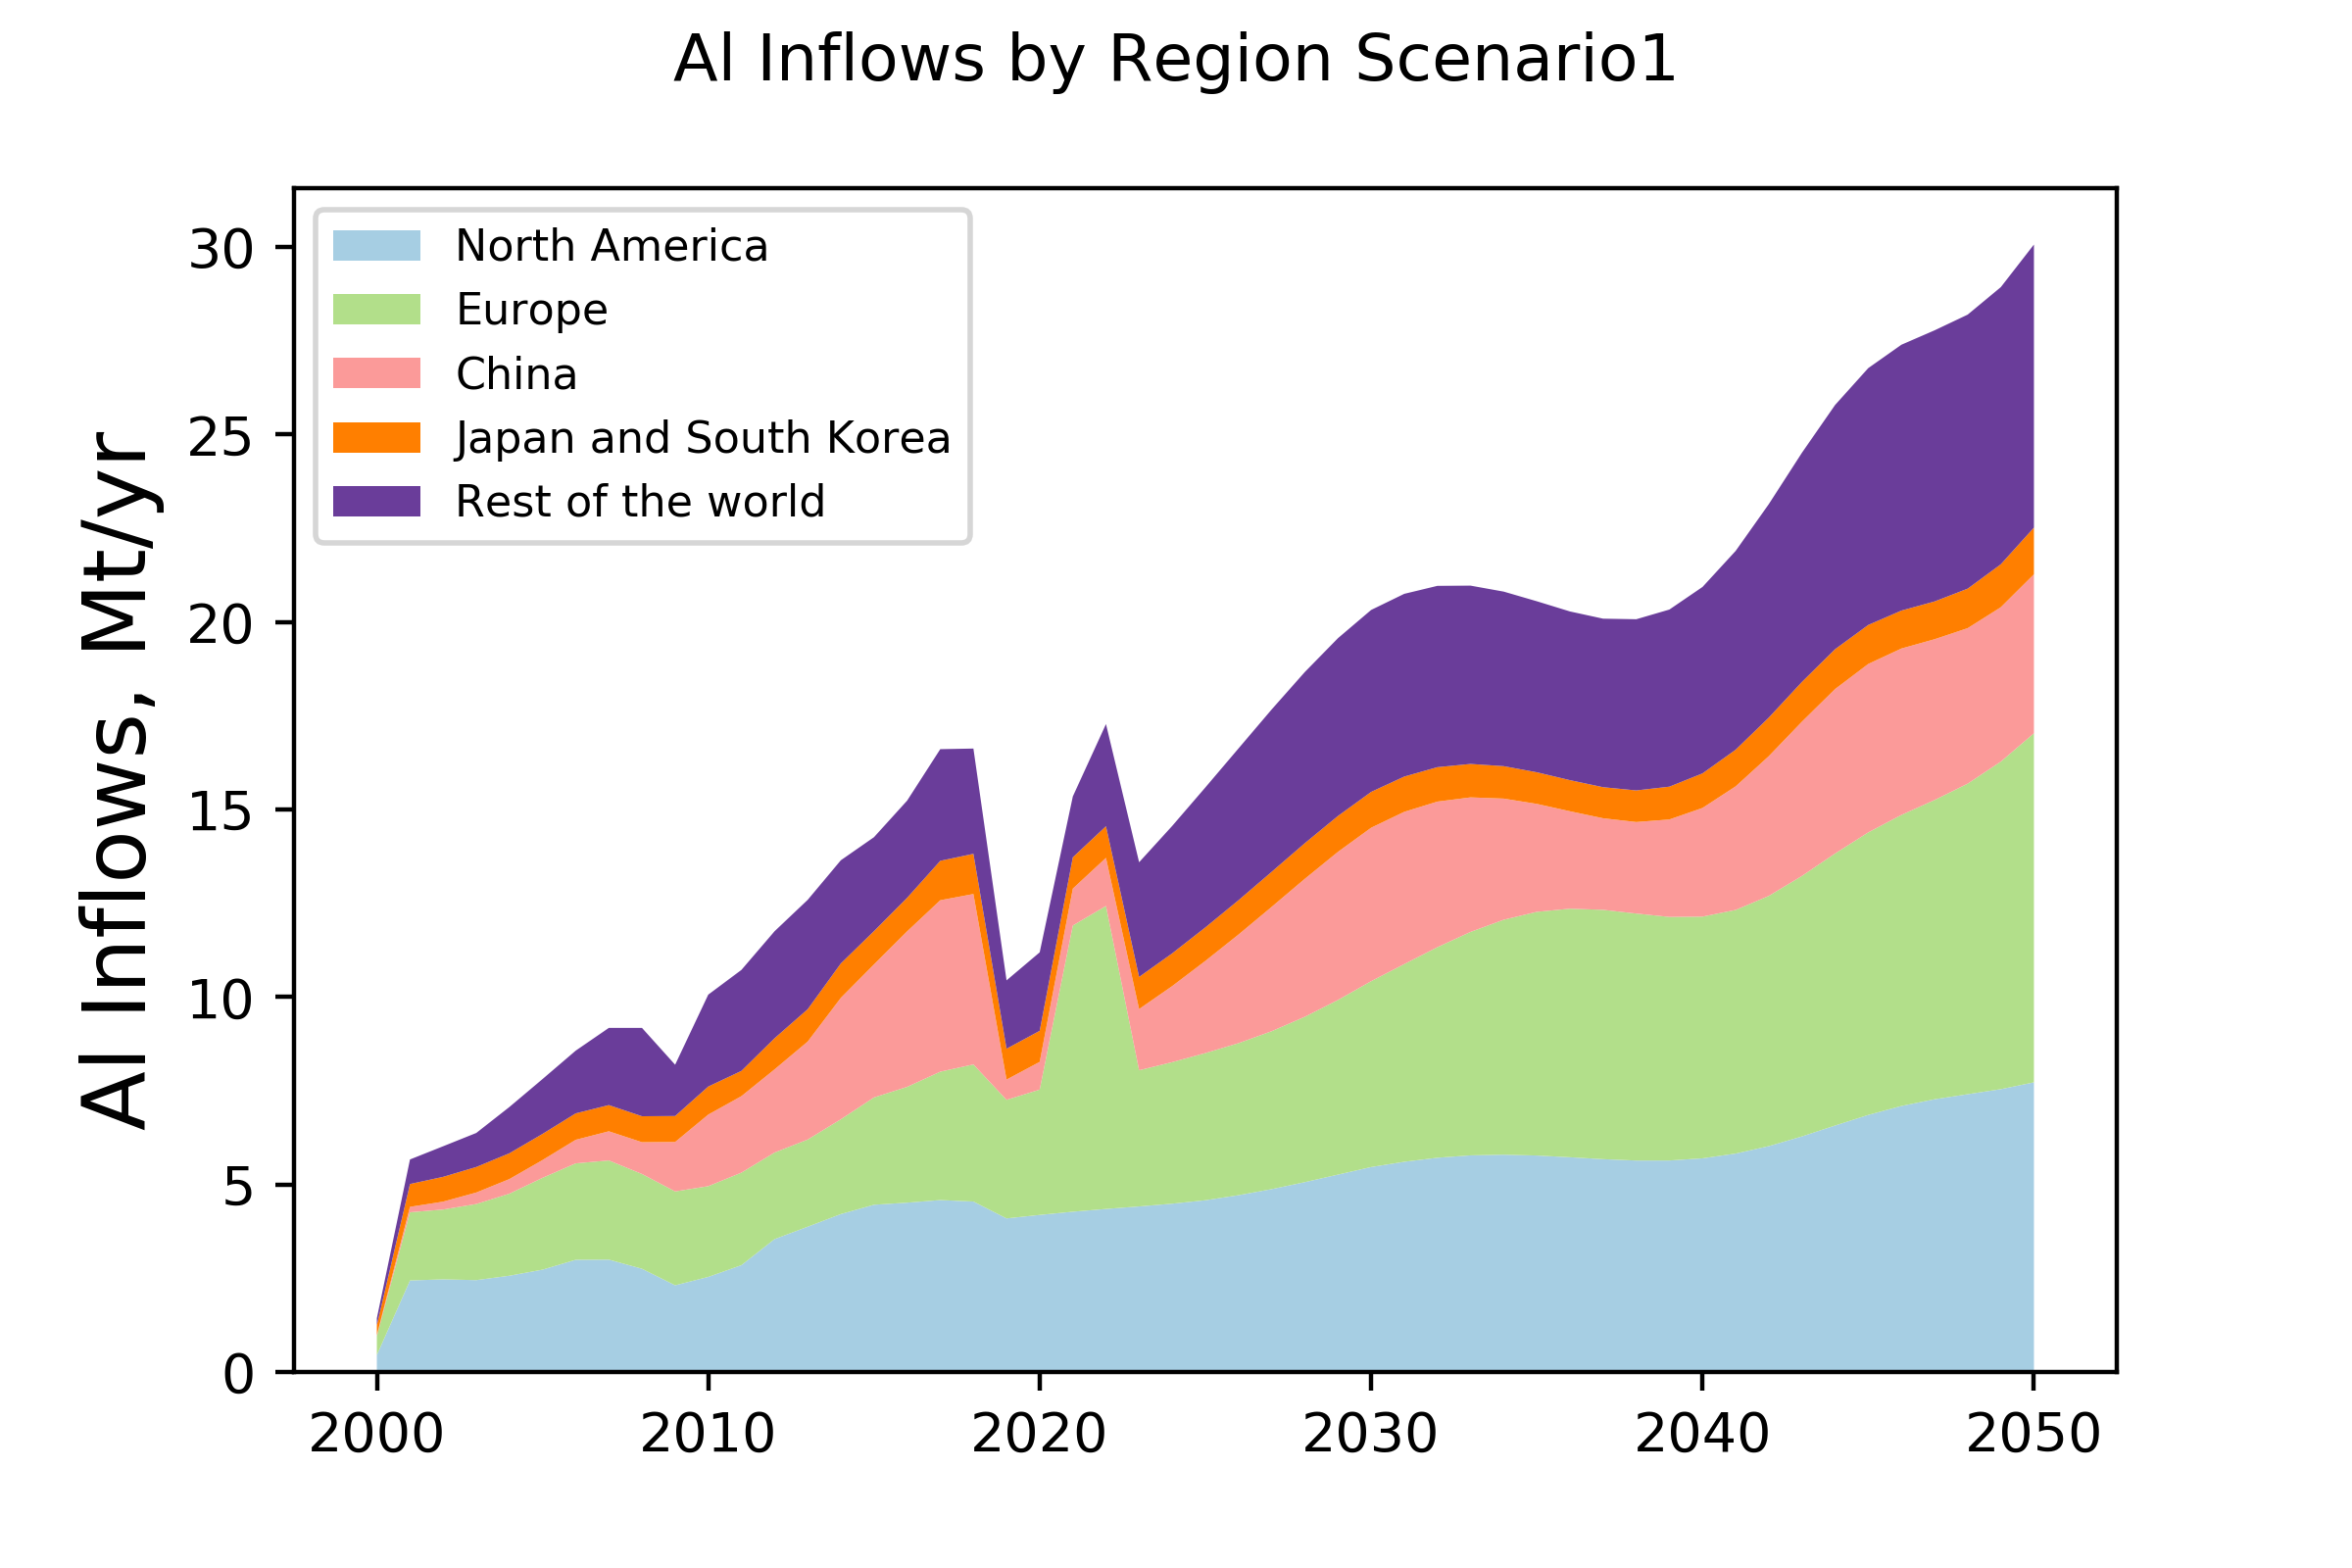 Al Inflows by Region Scenario1
Al Inflows, Mt/yr
30
25
20
15
10
5
0
North America
Europe
China
Japan and South Korea
Rest of the world
2000 2010 2020 2030 2040 2050